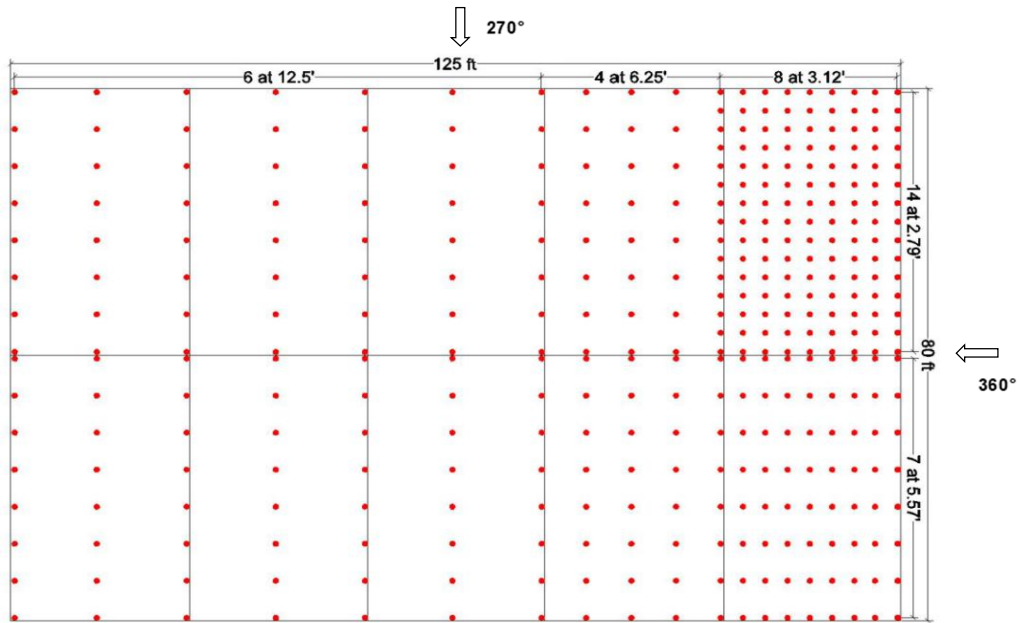 270°
125 ft
6 at 12.5'
4 at 6.25'
8 at 3.12'
14 at 2.79'
80 ft
360°
7 at 5.57'